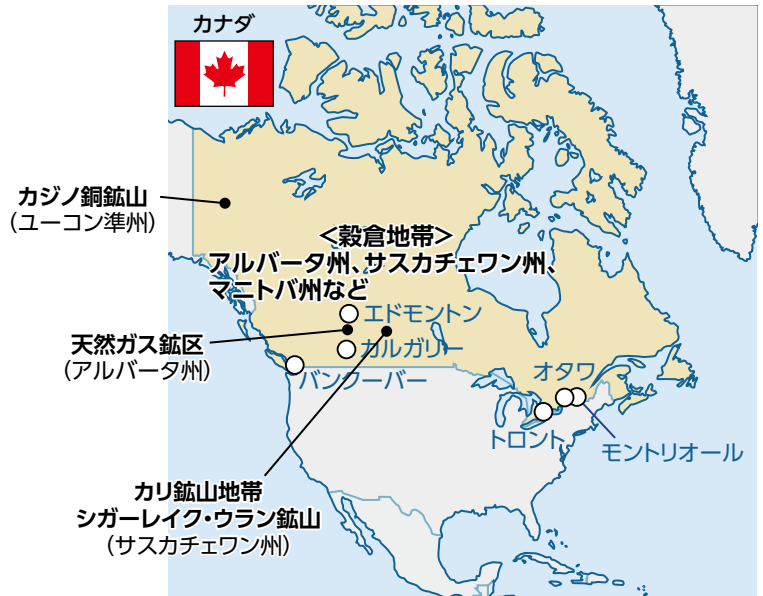 カナダ
カジノ銅鉱山
(ユーコン準州)
<穀倉地帯>
アルバータ州、サスカチェワン州、
マニトバ州など
エドモントン
天然ガス鉱区
(アルバータ州)
カルガリー
バンクーバー
オタワ
トロント
モントリオール
カリ鉱山地帯
シガーレイク・ウラン鉱山
(サスカチェワン州)